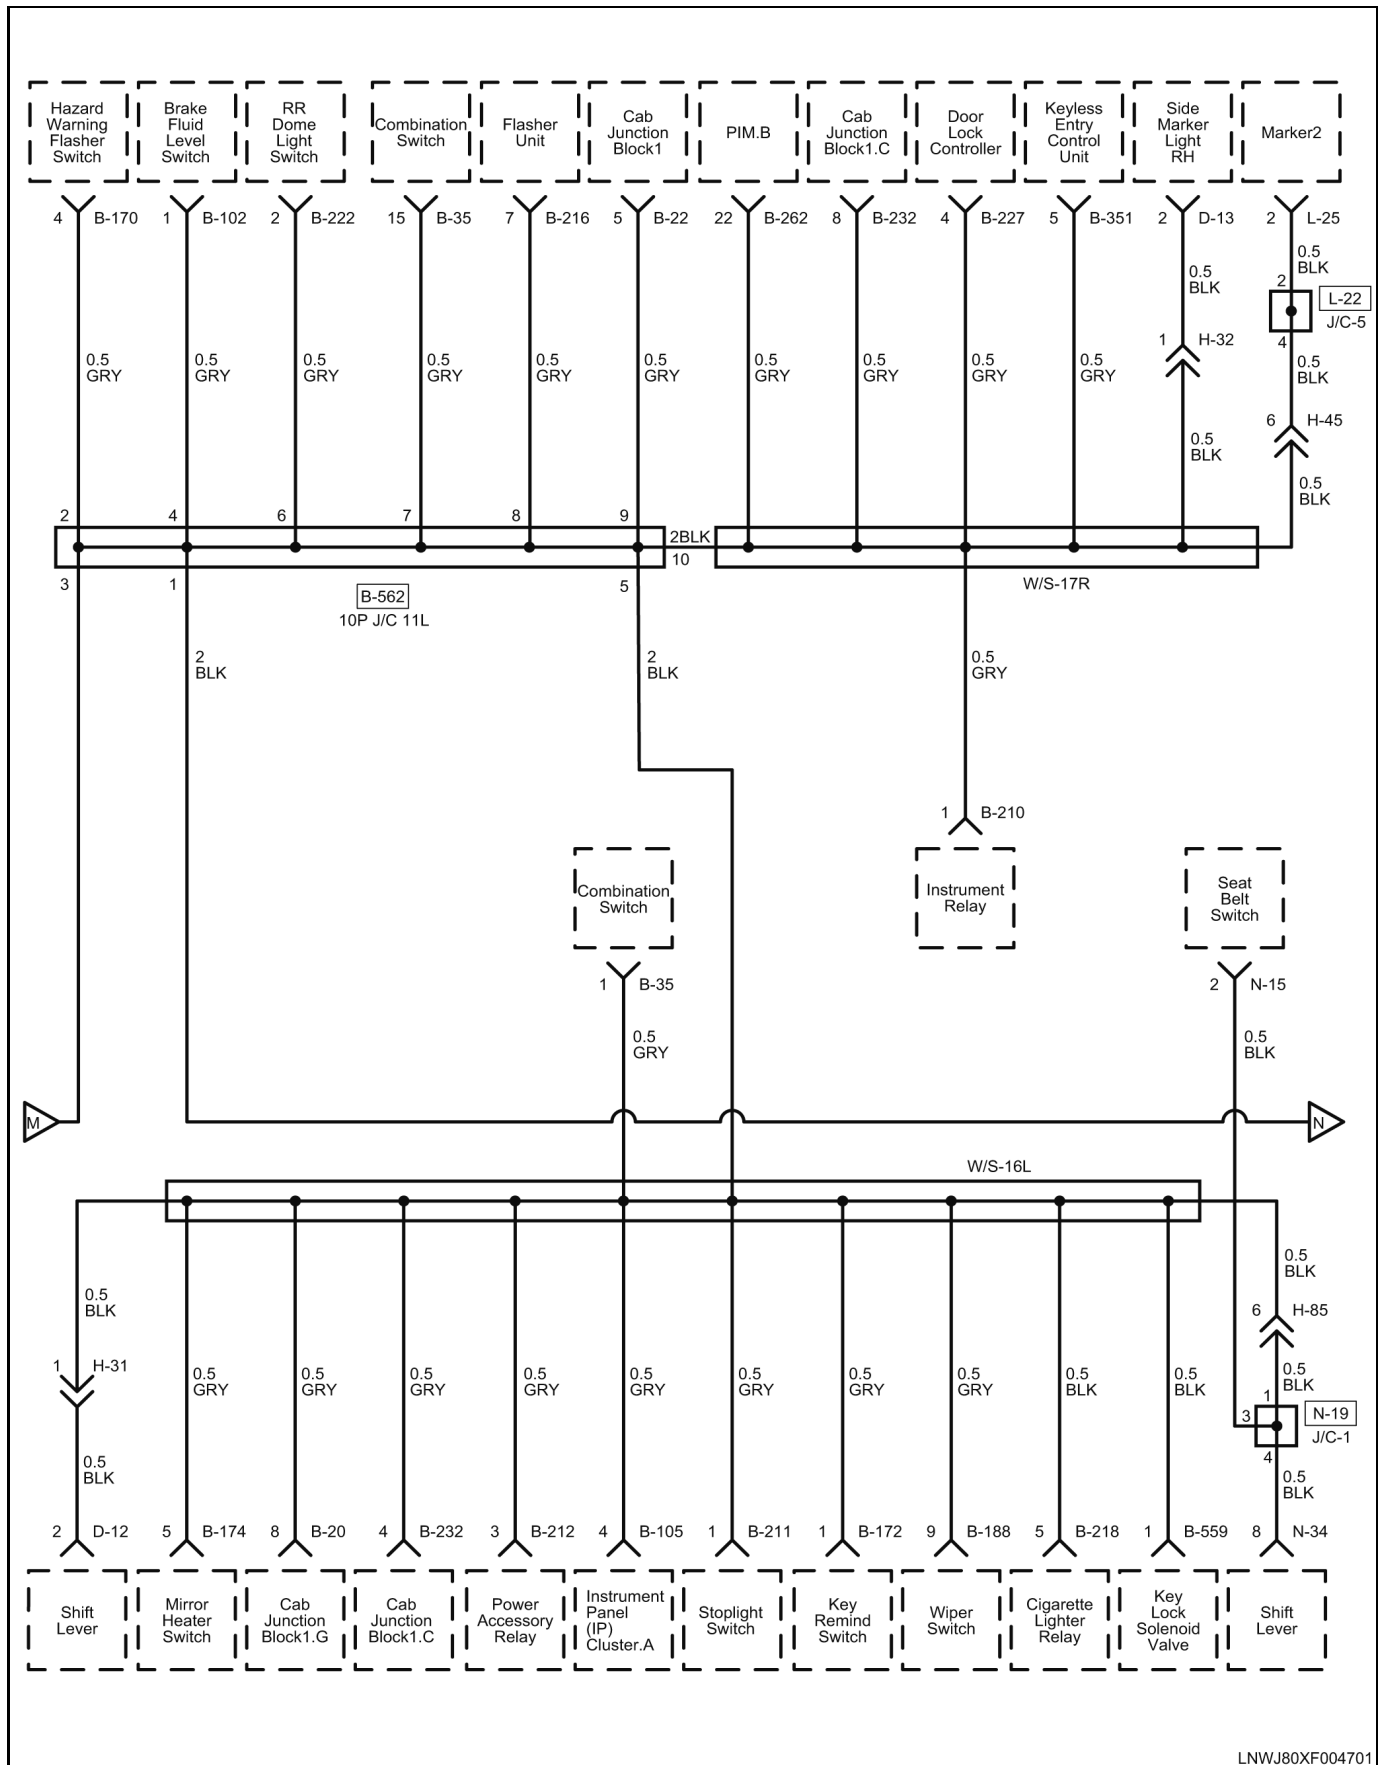 Hazard
Warning
Flasher
Switch
Brake
Fluid
Level
Switch
RR
Dome
Light
Switch
Combination
Switch
Flasher
Unit
Cab
Junction
Block1
PIM.B
Cab
Junction
Block1.C
Door
Lock
Controller
Keyless
Entry
Control
Unit
Side
Marker
Light
RH
Marker2
4 B-170 1 B-102 2 B-222 15 B-35 7 B-216 5 B-22 22 B-262 8 B-232 4 B-227 5 B-351 2 D-13 2 L-25
0.5
BLK
0.5
BLK
2
L-22
J/C-5
4
1 H-32
0.5
GRY
0.5
GRY
0.5
GRY
0.5
GRY
0.5
GRY
0.5
GRY
0.5
GRY
0.5
GRY
0.5
GRY
0.5
GRY
0.5
BLK
6 H-45
0.5
BLK
0.5
BLK
2 4 6 7 8 9
2BLK
10
3 1 5
B-562
10P J/C 11L
W/S-17R
2
BLK
2
BLK
0.5
GRY
1 B-210
Combination
Switch
Instrument
Relay
Seat
Belt
Switch
1 B-35
2 N-15
0.5
GRY
0.5
BLK
M
N
W/S-16L
0.5
BLK
0.5
BLK
6 H-85
1 H-31
0.5
GRY
0.5
GRY
0.5
GRY
0.5
GRY
0.5
GRY
0.5
GRY
0.5
GRY
0.5
GRY
0.5
BLK
0.5
BLK
0.5
BLK
1
3
N-19
J/C-1
4
0.5
BLK
0.5
BLK
2 D-12 5 B-174 8 B-20 4 B-232 3 B-212 4 B-105 1 B-211 1 B-172 9 B-188 5 B-218 1 B-559 8 N-34
Shift
Lever
Mirror
Heater
Switch
Cab
Junction
Block1.G
Cab
Junction
Block1.C
Power
Accessory
Relay
Instrument
Panel
(IP)
Cluster.A
Stoplight
Switch
Key
Remind
Switch
Wiper
Switch
Cigarette
Lighter
Relay
Key
Lock
Solenoid
Valve
Shift
Lever
LNWJ80XF004701